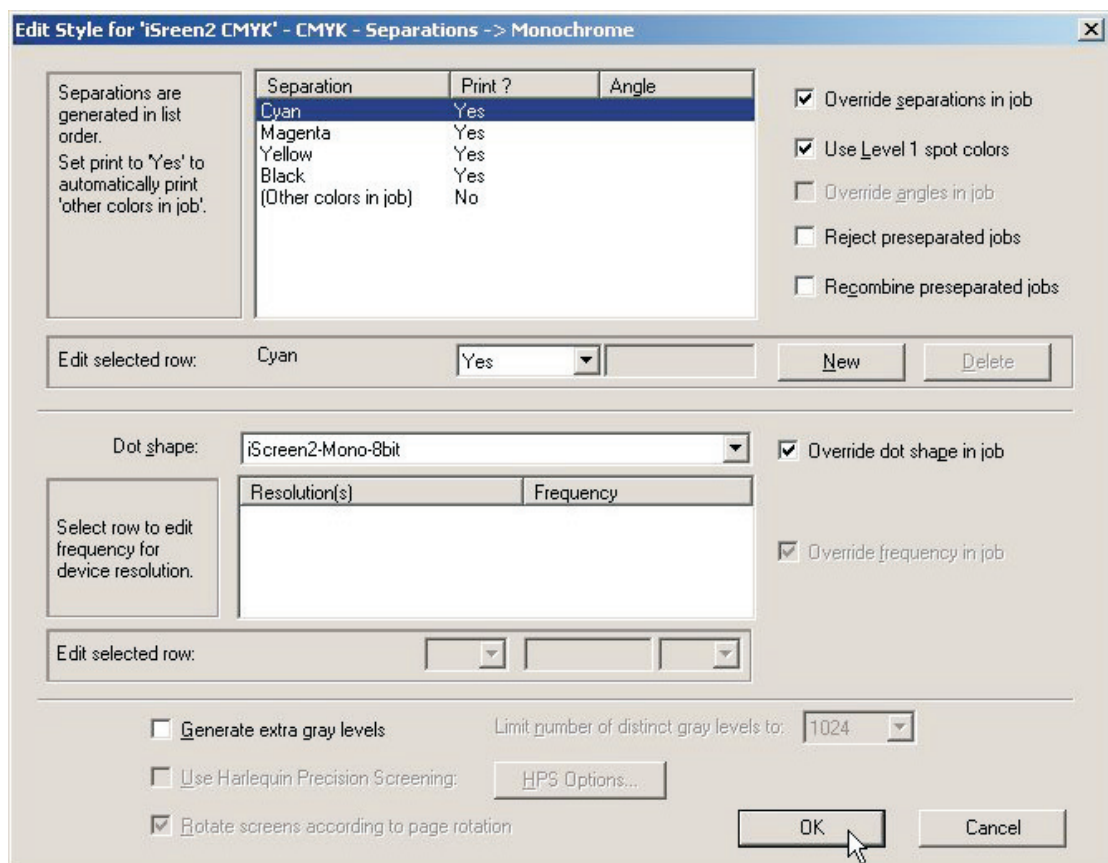 Edit Style for 'iSreen2 CMYK' - CMYK - Separations -> Monochrome
Separations are
generated in list
order.
Set print to 'Yes' to
automatically print
'other colors in job'.
Separation Print ? Angle
Cyan Yes
Magenta Yes
Yellow Yes
Black Yes
(Other colors in job) No
Override separations in job
Use Level 1 spot colors
Override angles in job
Reject preseparated jobs
Recombine preseparated jobs
Edit selected row: Cyan Yes New Delete
Dot shape: iScreen2-Mono-8bit Override dot shape in job
Select row to edit
frequency for
device resolution.
Resolution(s) Frequency
Override frequency in job
Edit selected row:
Generate extra gray levels Limit number of distinct gray levels to: 1024
Use Harlequin Precision Screening: HPS Options...
Rotate screens according to page rotation
OK Cancel